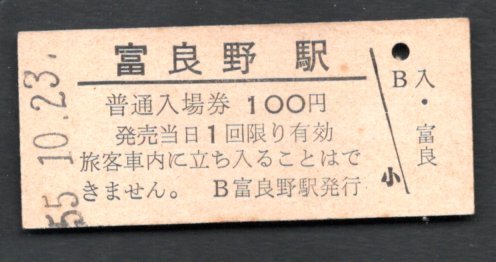 富良野駅
普通入場券 100円
発売当日1回限り有効
旅客車内に立ち入ることはで
きません。 B富良野駅発行
55.10.23.
B
入・富良
小